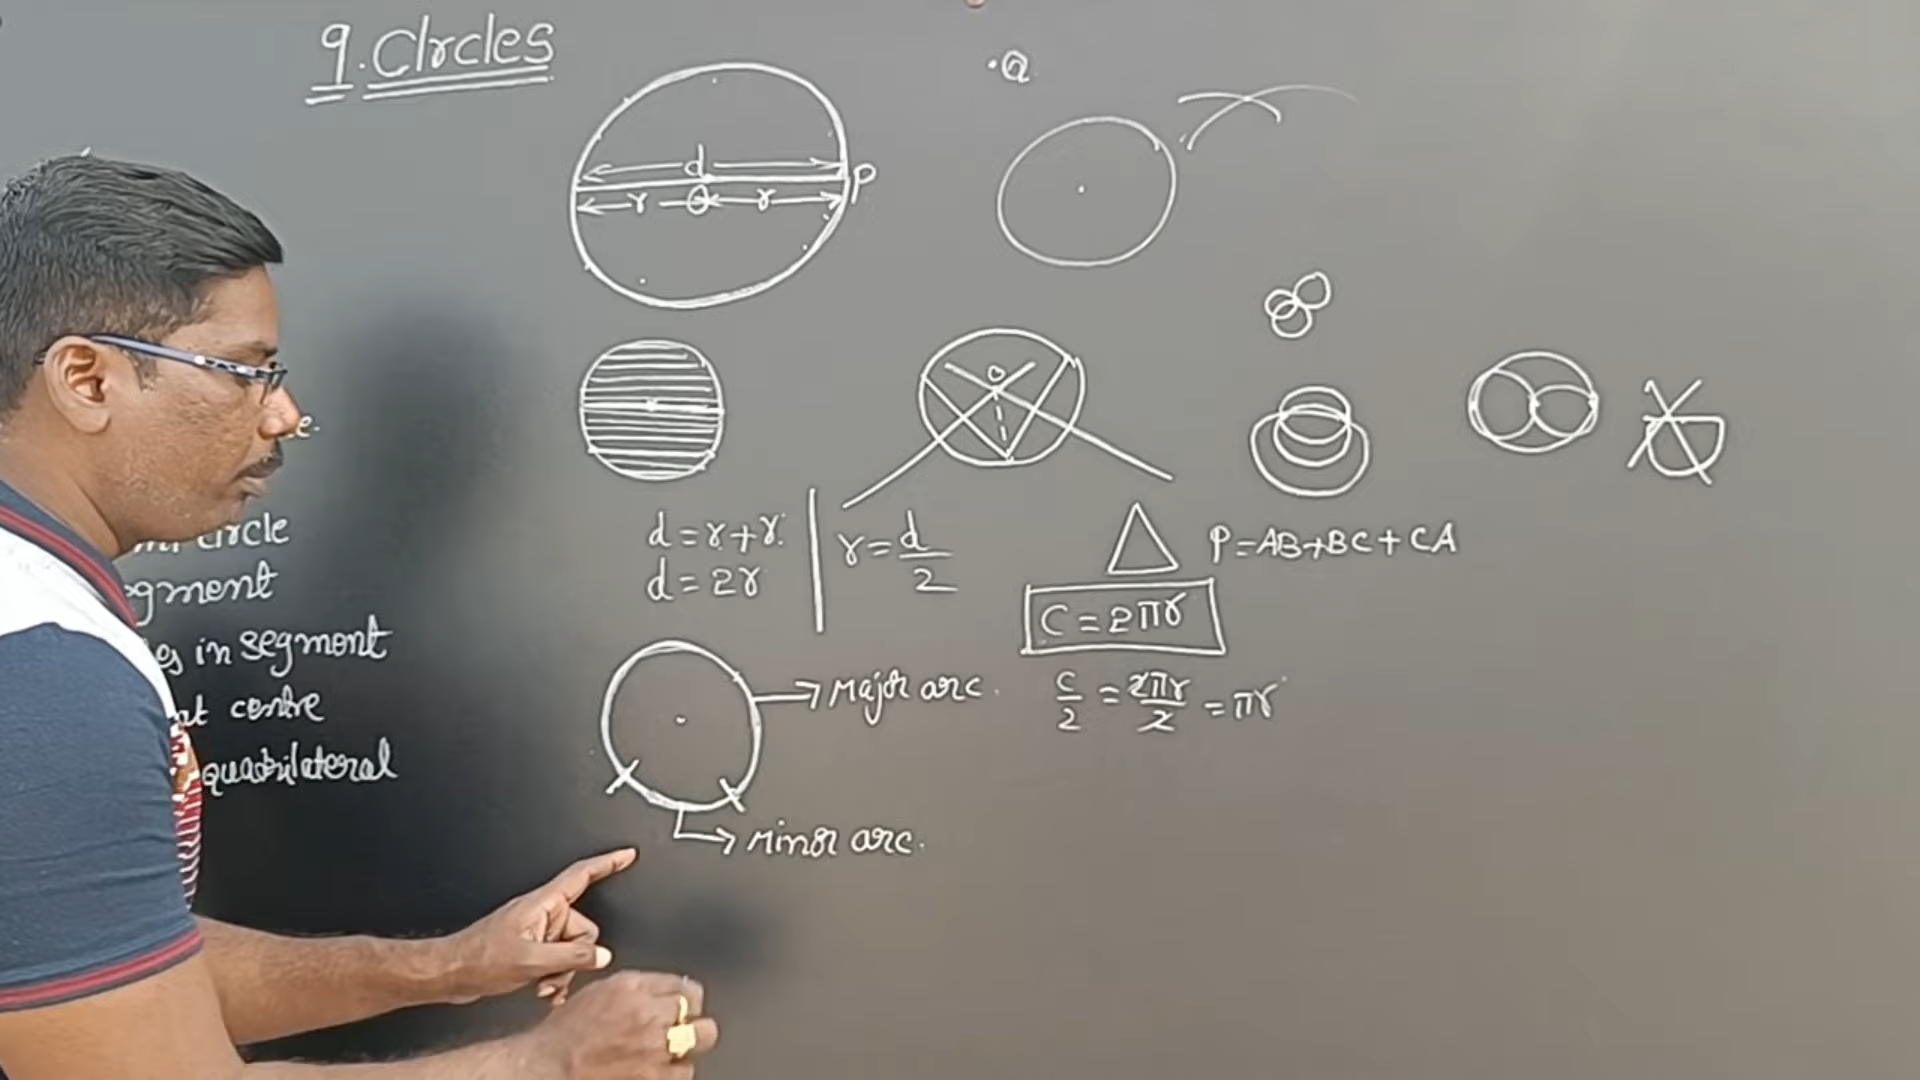 9. Circles
.Q
d
P
r O r
O
circle
d = r + r.
r = d/2
P = AB + BC + CA
d = 2r
segment
C = 2πr
in segment
Major arc.
C/2 = 2πr/2 = πr
at centre
quadrilateral
Minor arc.